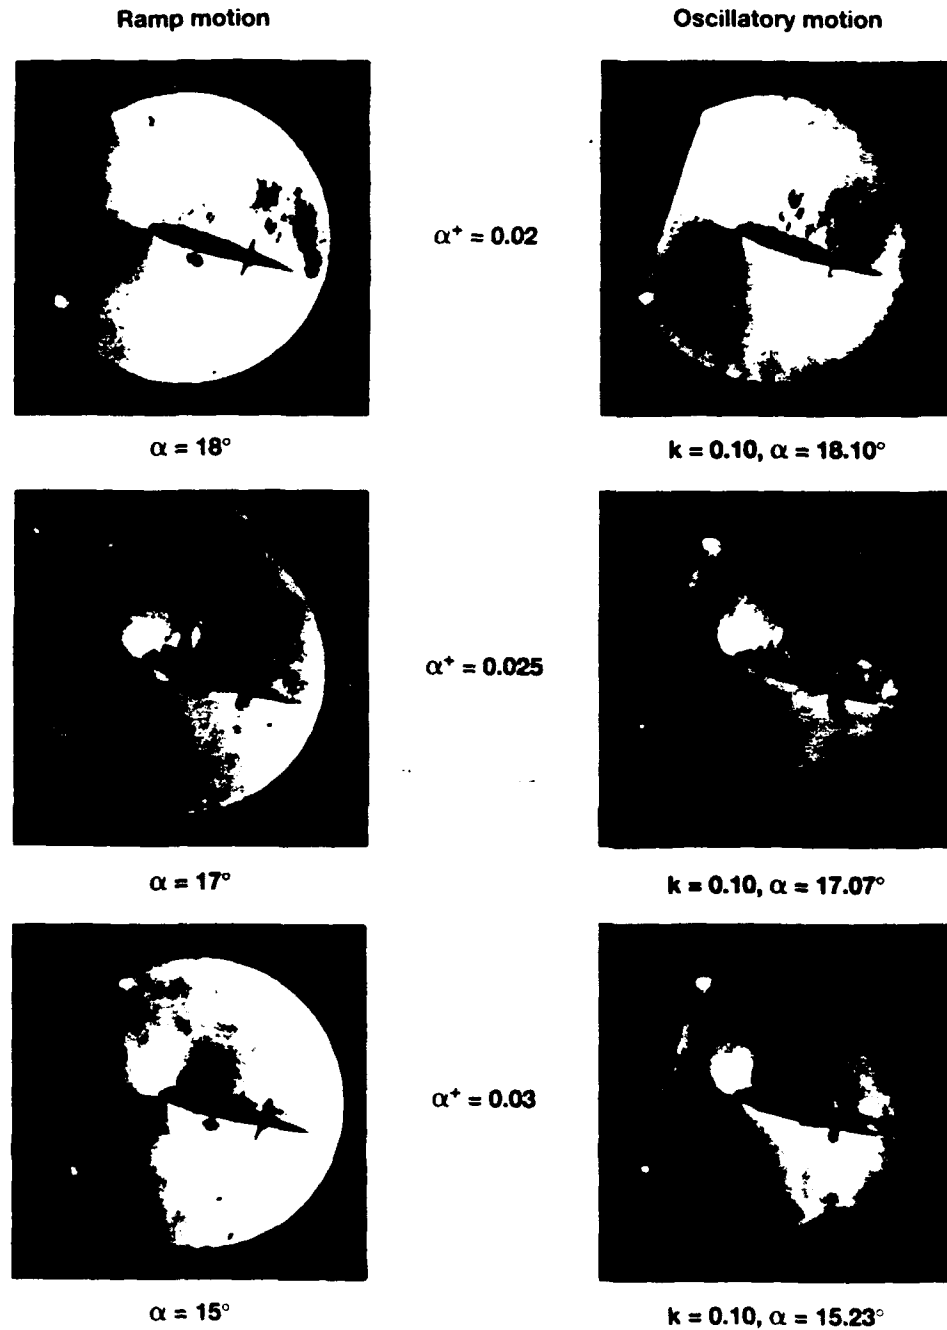 Ramp motion
Oscillatory motion
α⁺ = 0.02
α = 18°
k = 0.10, α = 18.10°
α⁺ = 0.025
α = 17°
k = 0.10, α = 17.07°
α⁺ = 0.03
α = 15°
k = 0.10, α = 15.23°